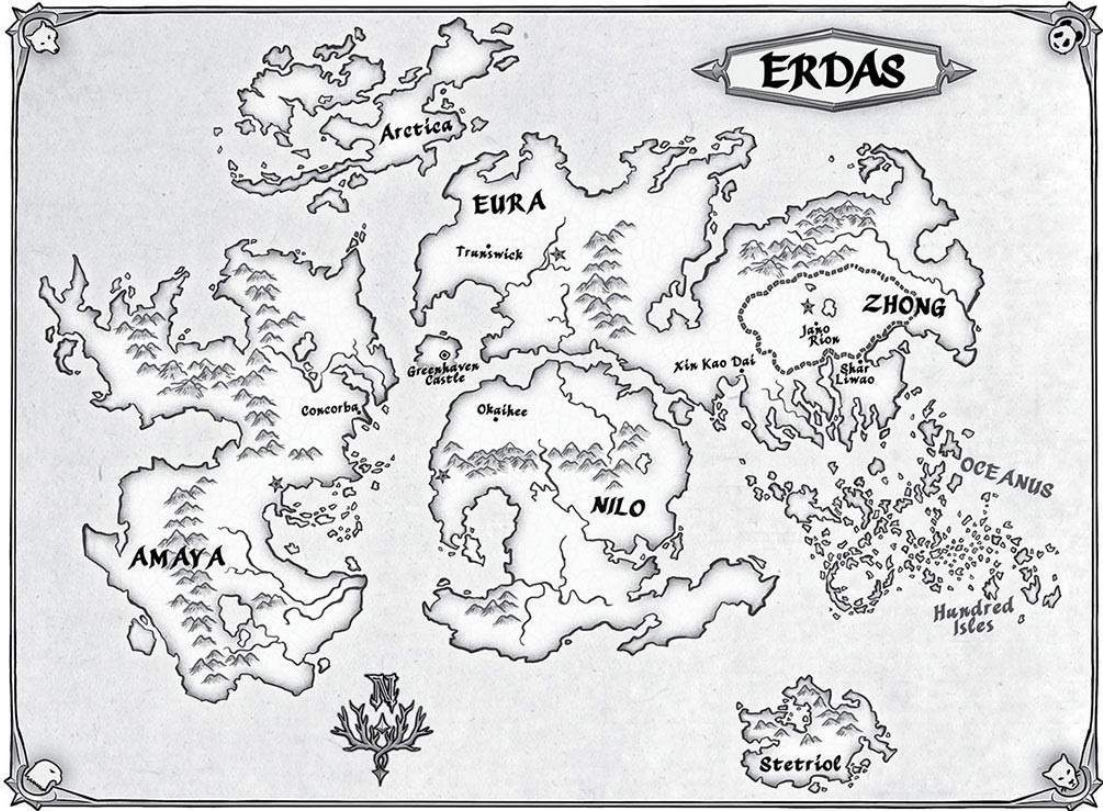 ERDAS
Arctica
EURA
Trunswick
ZHONG
Jano
Rion
Xin Kao Dai
Shar
Liwao
Greenhaven
Castle
Concorba
Okaihee
OCEANUS
NILO
AMAYA
Hundred
Isles
N
Stetriol